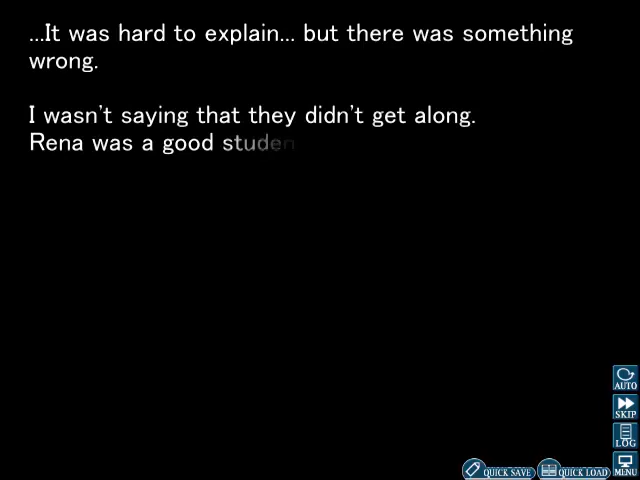 ...It was hard to explain... but there was something
wrong.
I wasn't saying that they didn't get along.
Rena was a good studen
AUTO
SKIP
LOG
MENU
QUICK SAVE
QUICK LOAD